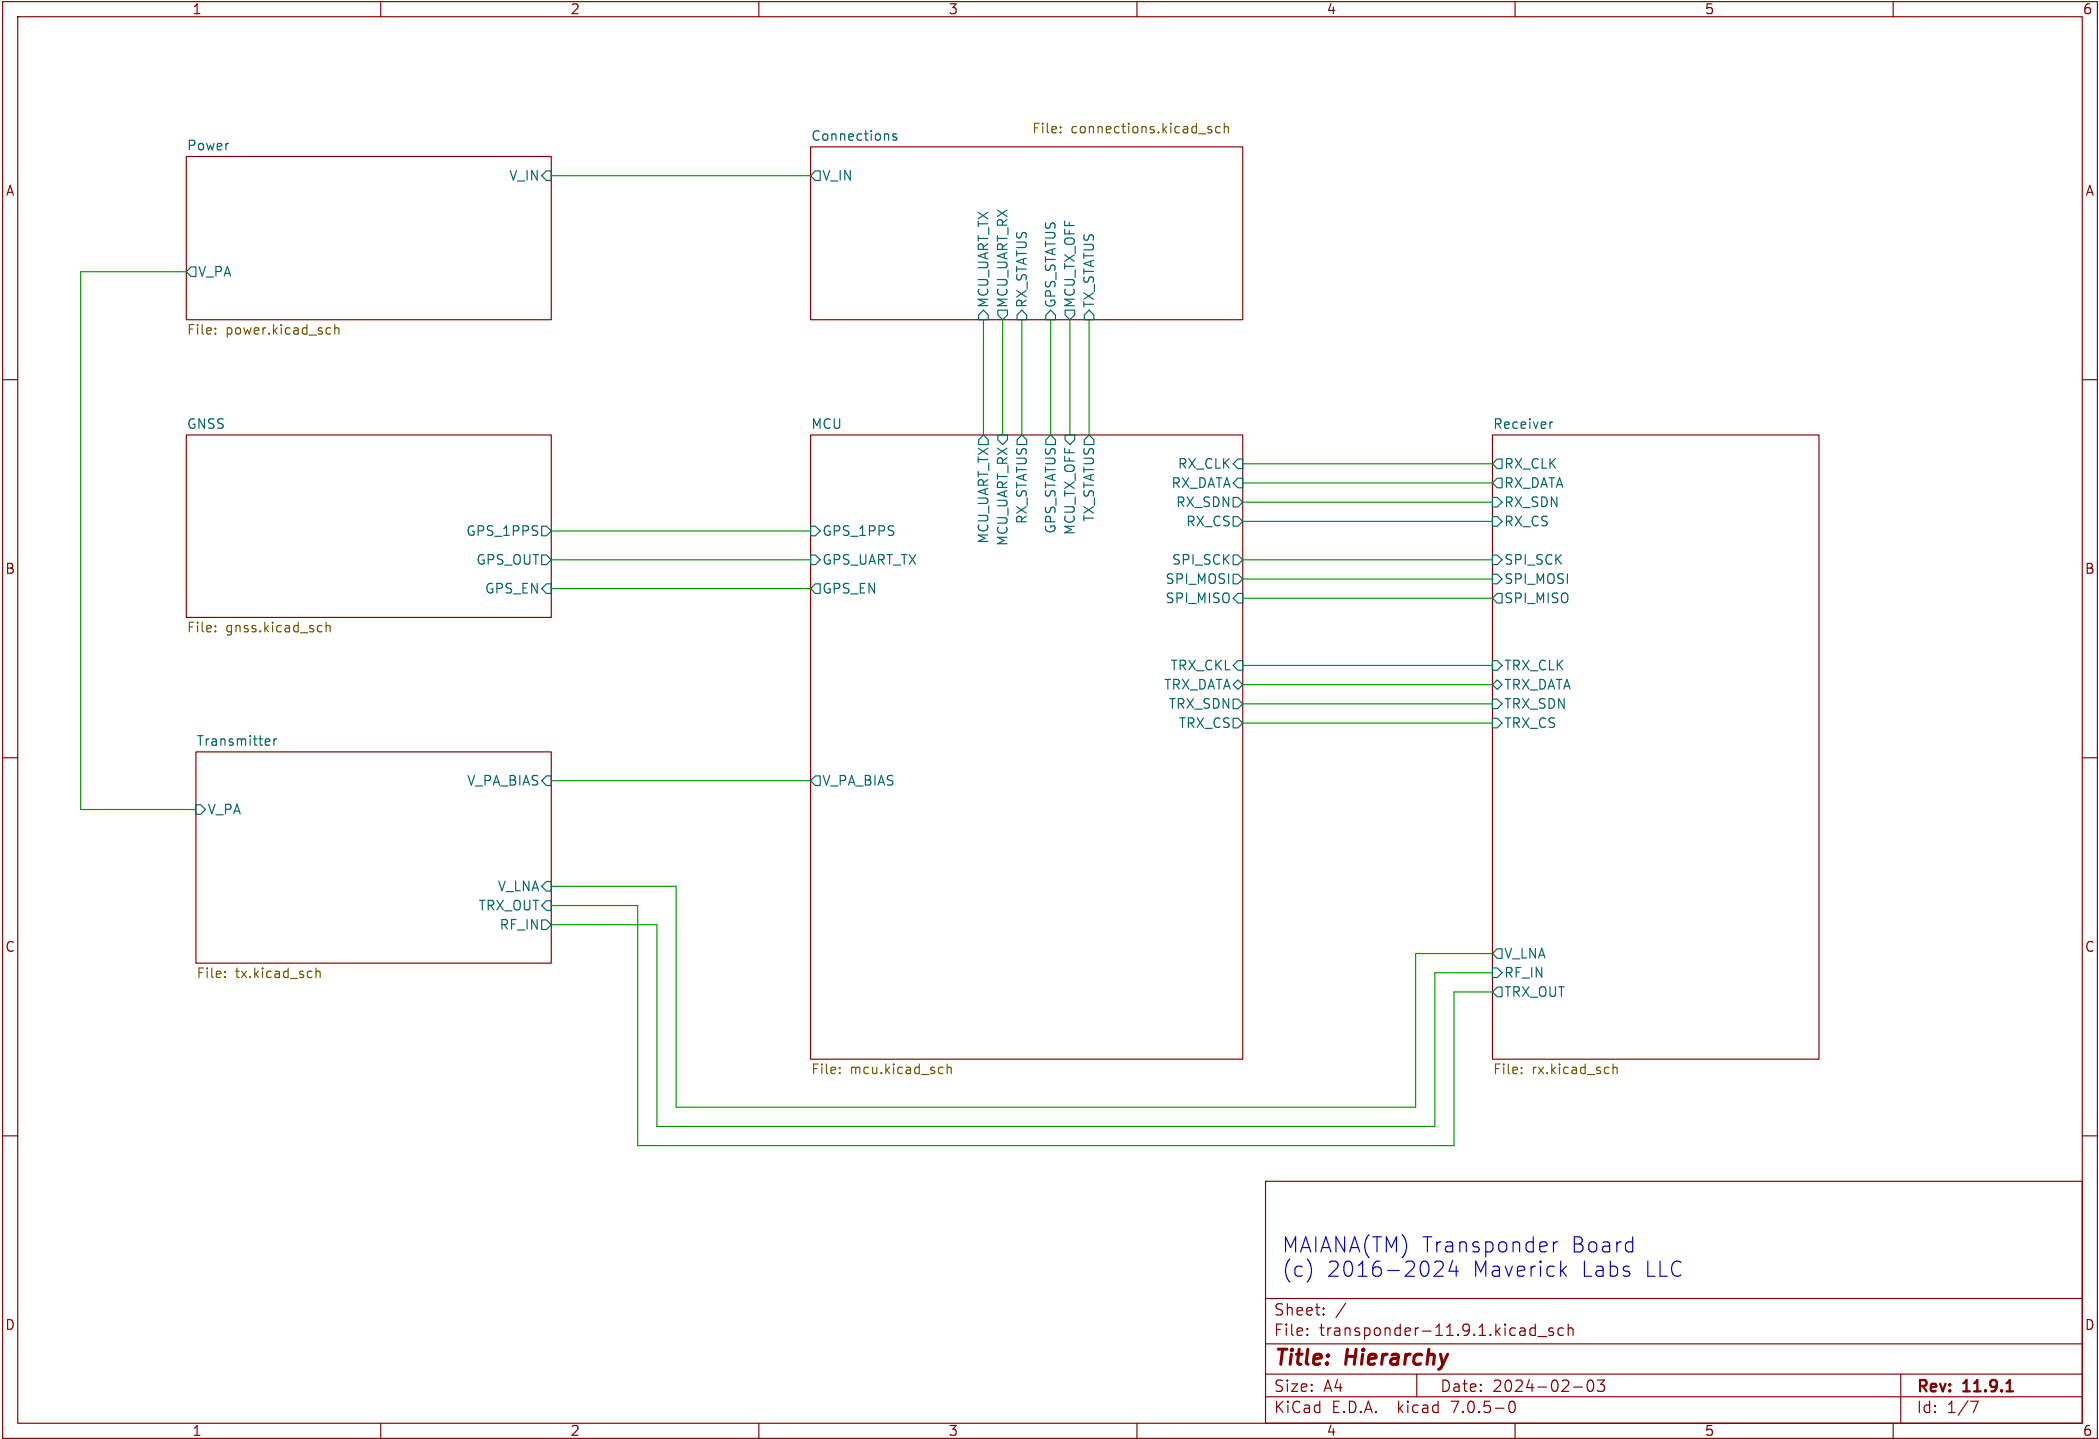 1 2 3 4 5 6
A A
B B
C C
D D
Power
V_IN
V_PA
File: power.kicad_sch
Connections
File: connections.kicad_sch
V_IN
MCU_UART_TX
MCU_UART_RX
RX_STATUS
GPS_STATUS
MCU_TX_OFF
TX_STATUS
GNSS
GPS_1PPS
GPS_OUT
GPS_EN
File: gnss.kicad_sch
MCU
MCU_UART_TX
MCU_UART_RX
RX_STATUS
GPS_STATUS
MCU_TX_OFF
TX_STATUS
GPS_1PPS
GPS_UART_TX
GPS_EN
V_PA_BIAS
RX_CLK
RX_DATA
RX_SDN
RX_CS
SPI_SCK
SPI_MOSI
SPI_MISO
TRX_CKL
TRX_DATA
TRX_SDN
TRX_CS
File: mcu.kicad_sch
Receiver
RX_CLK
RX_DATA
RX_SDN
RX_CS
SPI_SCK
SPI_MOSI
SPI_MISO
TRX_CLK
TRX_DATA
TRX_SDN
TRX_CS
V_LNA
RF_IN
TRX_OUT
File: rx.kicad_sch
Transmitter
V_PA_BIAS
V_PA
V_LNA
TRX_OUT
RF_IN
File: tx.kicad_sch
MAIANA(TM) Transponder Board
(c) 2016-2024 Maverick Labs LLC
Sheet: /
File: transponder-11.9.1.kicad_sch
Title: Hierarchy
Size: A4 Date: 2024-02-03 Rev: 11.9.1
KiCad E.D.A. kicad 7.0.5-0 Id: 1/7
1 2 3 4 5 6